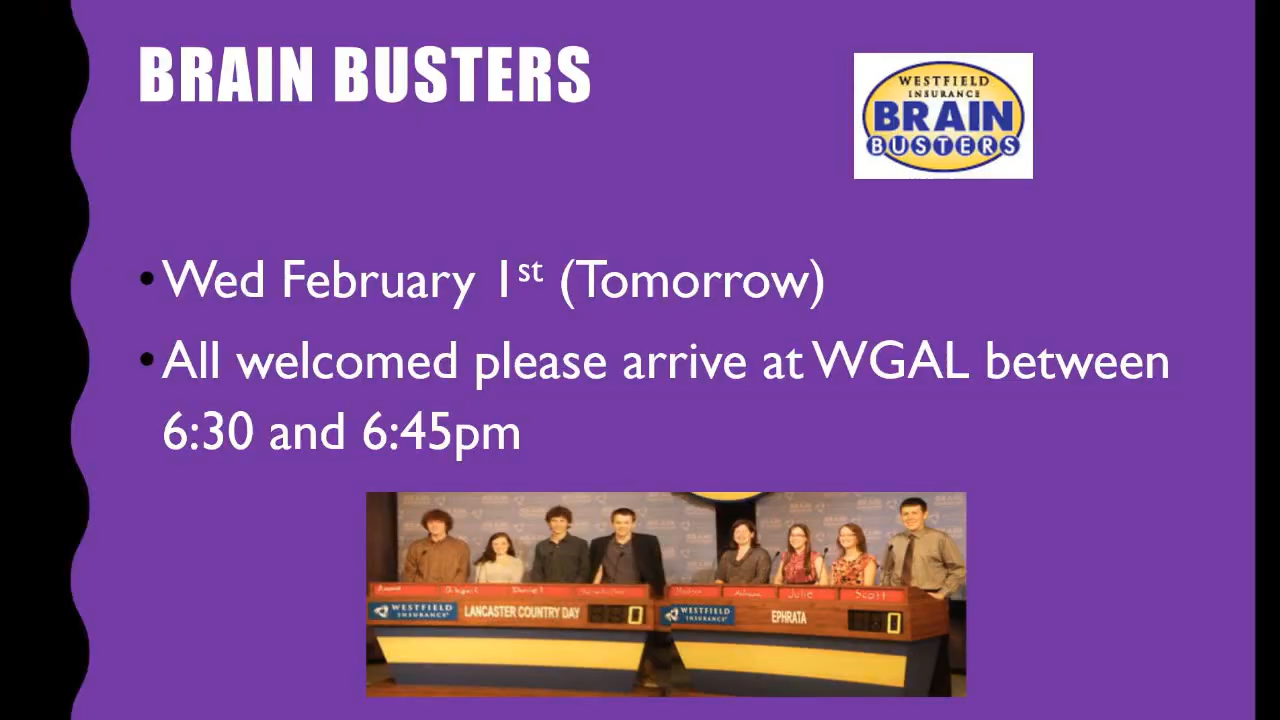 BRAIN BUSTERS
WESTFIELD
INSURANCE
BRAIN
BUSTERS
•Wed February 1st (Tomorrow)
•All welcomed please arrive at WGAL between
6:30 and 6:45pm
Julie
Scott
WESTFIELD
INSURANCE
LANCASTER COUNTRY DAY
0
WESTFIELD
INSURANCE
EPHRATA
0